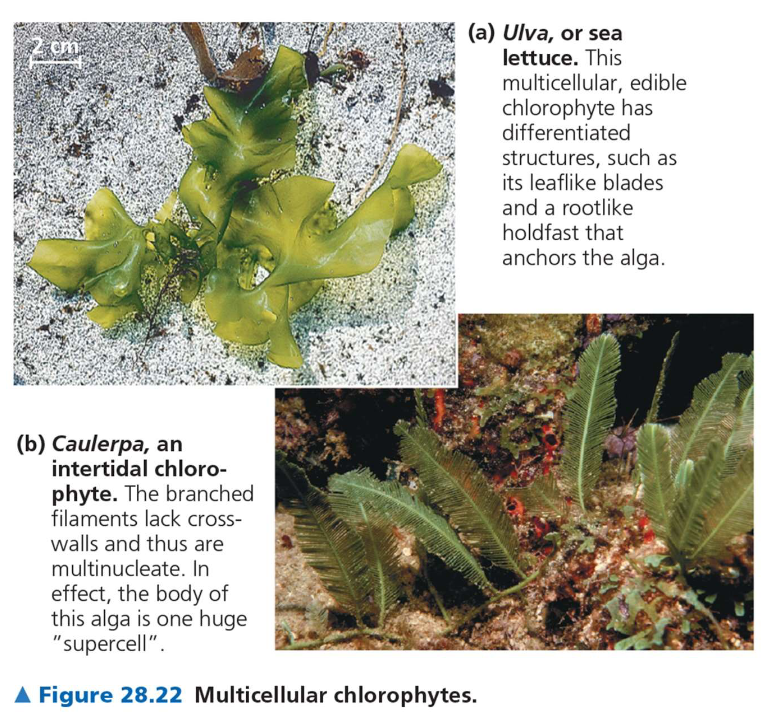 2 cm
(a) Ulva, or sea
lettuce. This
multicellular, edible
chlorophyte has
differentiated
structures, such as
its leaflike blades
and a rootlike
holdfast that
anchors the alga.
(b) Caulerpa, an
intertidal chloro-
phyte. The branched
filaments lack cross-
walls and thus are
multinucleate. In
effect, the body of
this alga is one huge
”supercell”.
▲ Figure 28.22 Multicellular chlorophytes.